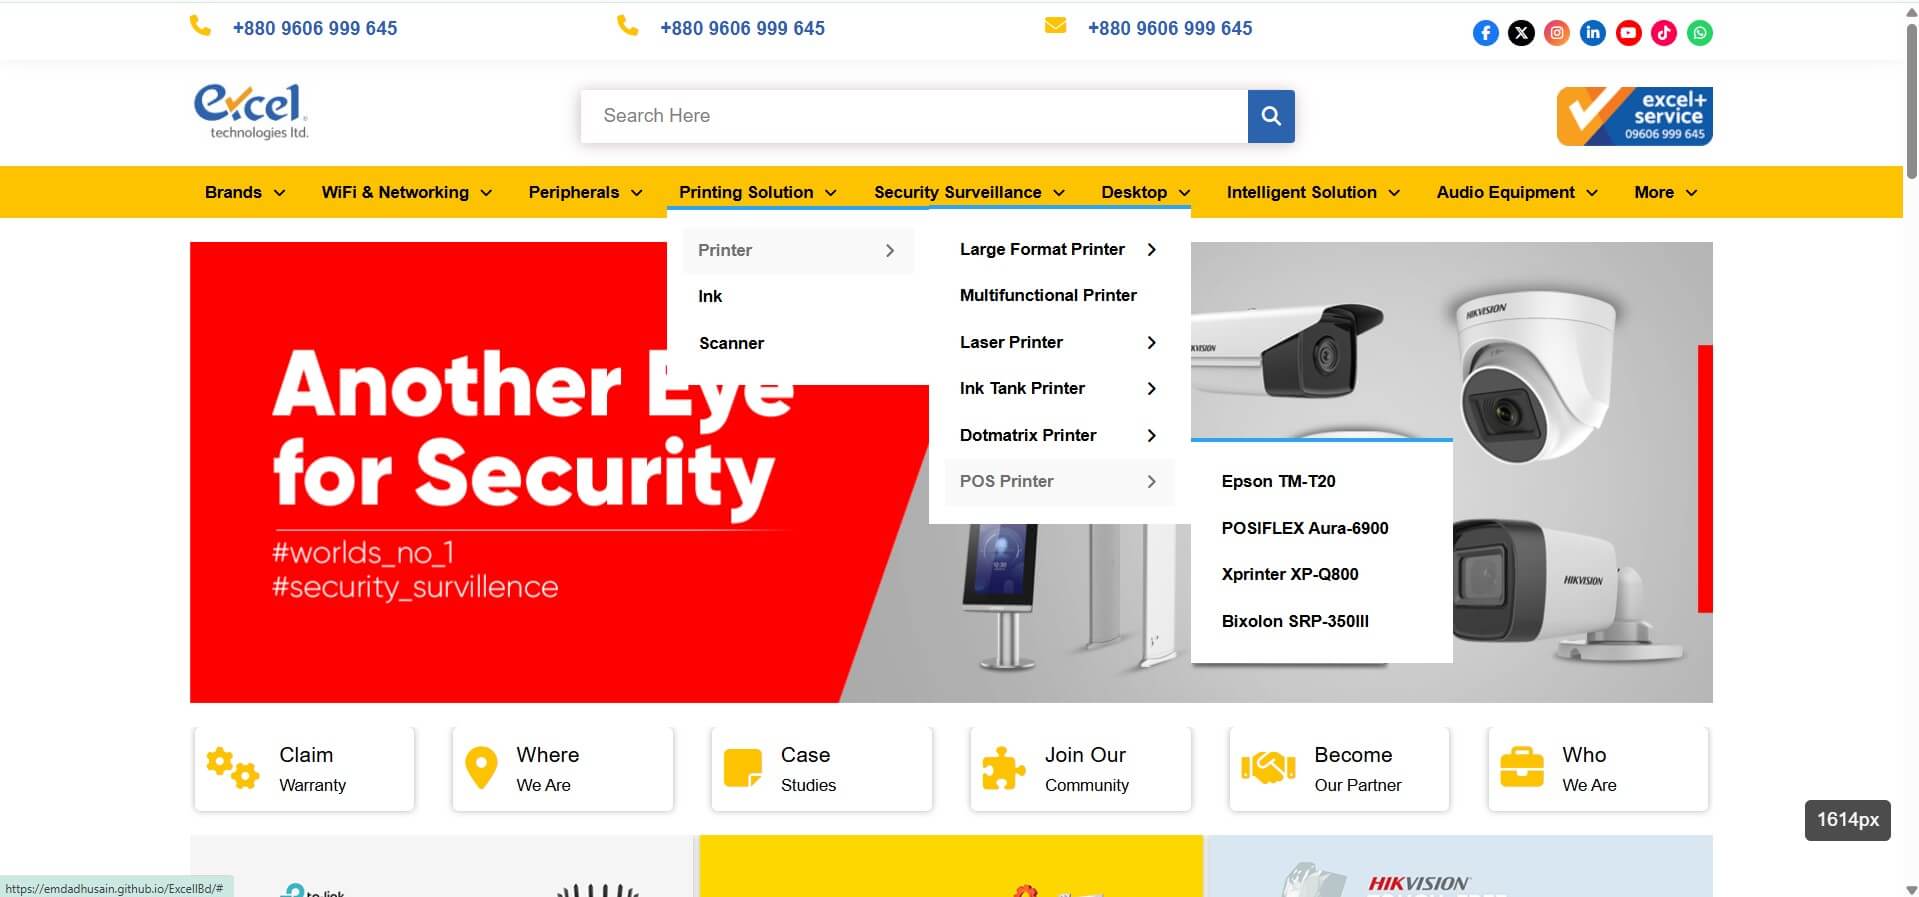 +880 9606 999 645
+880 9606 999 645
+880 9606 999 645
excel
technologies ltd.
Search Here
excel+
service
09606 999 645
Brands
WiFi & Networking
Peripherals
Printing Solution
Security Surveillance
Desktop
Intelligent Solution
Audio Equipment
More
Printer
Ink
Scanner
Large Format Printer
Multifunctional Printer
Laser Printer
Ink Tank Printer
Dotmatrix Printer
POS Printer
Epson TM-T20
POSIFLEX Aura-6900
Xprinter XP-Q800
Bixolon SRP-350III
Another Eye
for Security
#worlds_no_1
#security_survillence
HIKVISION
KVISION
HIKVISION
Claim
Warranty
Where
We Are
Case
Studies
Join Our
Community
Become
Our Partner
Who
We Are
1614px
tp-link
HIKVISION
https://emdadhusain.github.io/ExcellBd/#